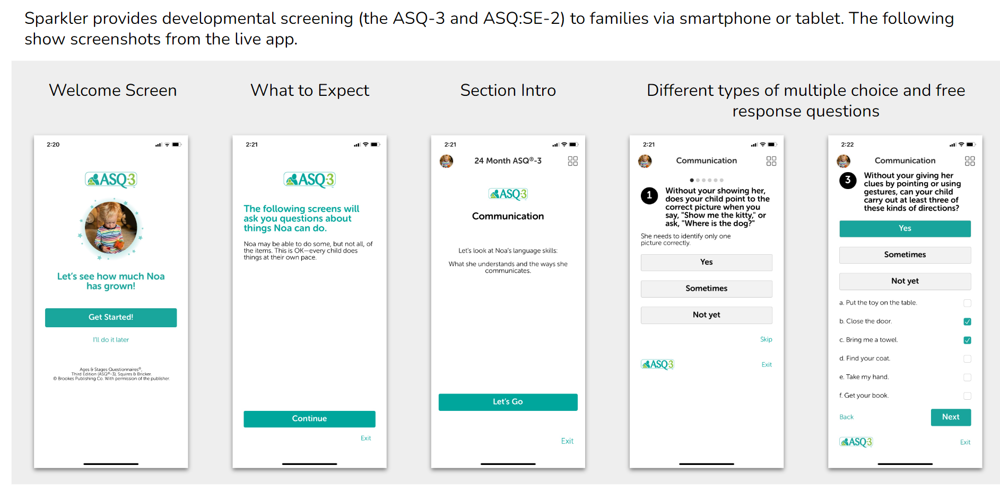 Sparkler provides developmental screening (the ASQ-3 and ASQ:SE-2) to families via smartphone or tablet. The following
show screenshots from the live app.
Welcome Screen
2:20
ASQ-3
Let's see how much Noa
has grown!
Get Started!
I'll do it later
Ages & Stages Questionnaires®,
Third Edition (ASQ®-3), Squires & Bricker.
© Brookes Publishing Co. With permission of the publisher.
What to Expect
2:21
ASQ-3
The following screens will
ask you questions about
things Noa can do.
Noa may be able to do some, but not all, of
the items. This is OK—every child does
things at their own pace.
Continue
Exit
Section Intro
2:21
24 Month ASQ®-3
ASQ-3
Communication
Let's look at Noa's language skills:
What she understands and the ways she
communicates.
Let's Go
Exit
Different types of multiple choice and free
response questions
2:21
Communication
1
Without your showing her,
does your child point to the
correct picture when you
say, "Show me the kitty," or
ask, "Where is the dog?"
She needs to identify only one
picture correctly.
Yes
Sometimes
Not yet
Skip
ASQ-3
Exit
2:22
Communication
3
Without your giving her
clues by pointing or using
gestures, can your child
carry out at least three of
these kinds of directions?
Yes
Sometimes
Not yet
a. Put the toy on the table.
b. Close the door.
c. Bring me a towel.
d. Find your coat.
e. Take my hand.
f. Get your book.
Back
Next
ASQ-3
Exit